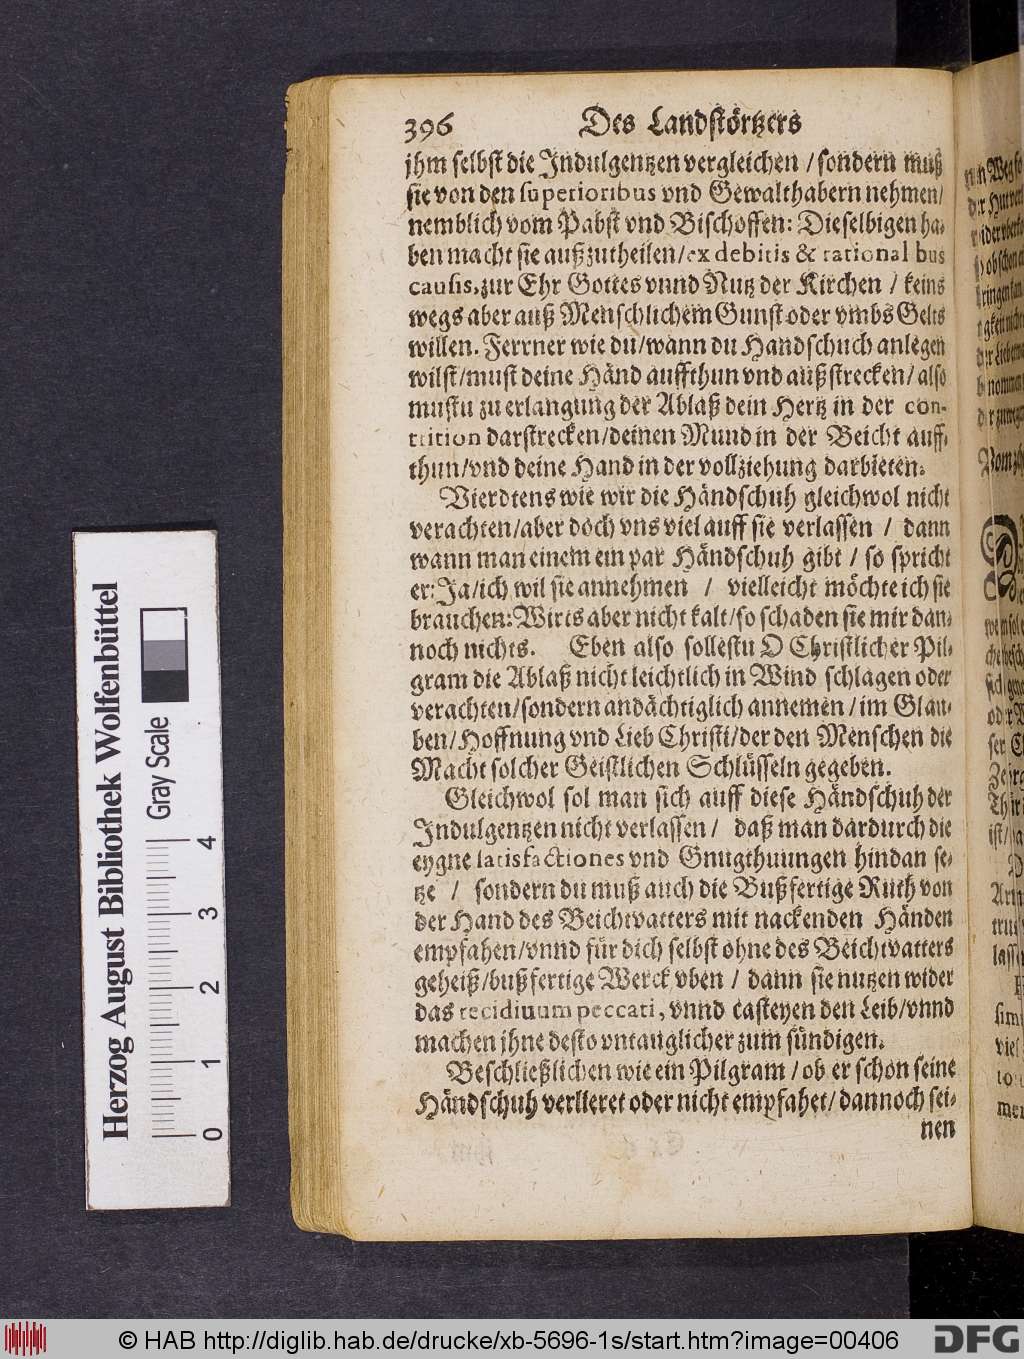 396 Des Landstörtzers
jhm selbst die Indulgentzen vergleichen / sondern muß
sie von den superioribus vnd Gewalthabern nehmen/
nemblich vom Pabst vnd Bischoffen: Dieselbigen ha-
ben macht sie außzutheilen/ex debitis & rational bus
causis, zur Ehr Gottes vnnd Nutz der Kirchen / keins
wegs aber auß Menschlichem Gunst oder vmbs Gelts
willen. Ferrner wie du/wann du Handschuch anlegen
wilst/must deine Händ auffthun vnd außstrecken/also
mustu zu erlangung der Ablaß dein Hertz in der con-
trition darstrecken/deinen Mund in der Beicht auff-
thun/vnd deine Hand in der vollziehung darbieten.
Vierdtens wie wir die Händschuh gleichwol nicht
verachten/aber doch vns viel auff sie verlassen / dann
wann man einem ein par Händschuh gibt / so spricht
er: Ja/ich wil sie annehmen / vielleicht möchte ich sie
brauchen: Wirts aber nicht kalt/so schaden sie mir dan-
noch nichts. Eben also sollestu O Christlicher Pil-
gram die Ablaß nicht leichtlich in Wind schlagen oder
verachten/sondern andächtiglich annemen/im Glau-
ben/Hoffnung vnd Lieb Christi/der den Menschen die
Macht solcher Geistlichen Schlüsseln gegeben.
Gleichwol sol man sich auff diese Händschuh der
Indulgentzen nicht verlassen / daß man dardurch die
eygne satisfactiones vnd Gnugthuungen hindan se-
tze / sondern du muß auch die Bußfertige Ruth von
der Hand des Beichtvatters mit nackenden Händen
empfahen/vnnd für dich selbst ohne des Beichtvatters
geheiß/bußfertige Werck vben / dann sie nutzen wider
das recidiuum peccati, vnnd casteyen den Leib/vnnd
machen jhne desto vntauglicher zum sündigen.
Beschließlichen wie ein Pilgram / ob er schon seine
Händschuh verlieret oder nicht empfahet/dannoch sei-
nen
Herzog August Bibliothek Wolfenbüttel
Gray Scale
0 1 2 3 4
© HAB http://diglib.hab.de/drucke/xb-5696-1s/start.htm?image=00406
DFG